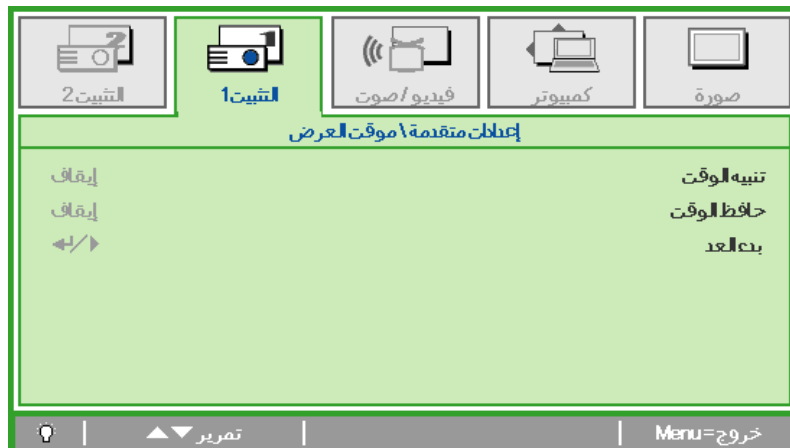 صورة
كمبيوتر
فيديو/صوت
التثبيت1
التثبيت2
إعدادات متقدمة\موقت العرض
تنبيه الوقت إيقاف
حافظ الوقت إيقاف
بدء العد
خروج=Menu تمرير